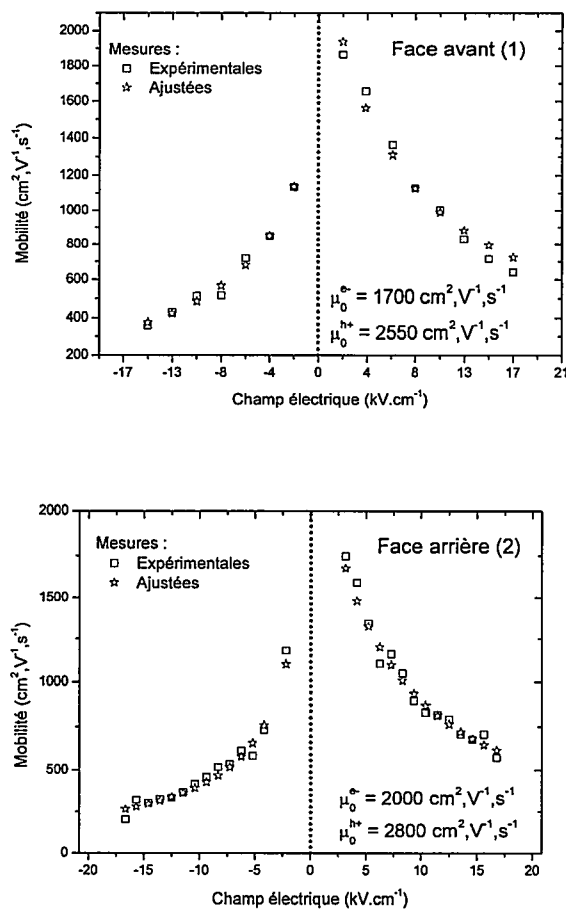 Face avant (1)
Mesures :
Expérimentales
Ajustées
2000
1800
1600
1400
1200
1000
800
600
400
200
Mobilité (cm²,V⁻¹,s⁻¹)
μ₀ᵉ⁻ = 1700 cm²,V⁻¹,s⁻¹
μ₀ʰ⁺ = 2550 cm²,V⁻¹,s⁻¹
-17 -13 -8 -4 0 4 8 13 17 21
Champ électrique (kV.cm⁻¹)
Face arrière (2)
Mesures :
Expérimentales
Ajustées
2000
1500
1000
500
0
Mobilité (cm²,V⁻¹,s⁻¹)
μ₀ᵉ⁻ = 2000 cm²,V⁻¹,s⁻¹
μ₀ʰ⁺ = 2800 cm²,V⁻¹,s⁻¹
-20 -15 -10 -5 0 5 10 15 20
Champ électrique (kV.cm⁻¹)